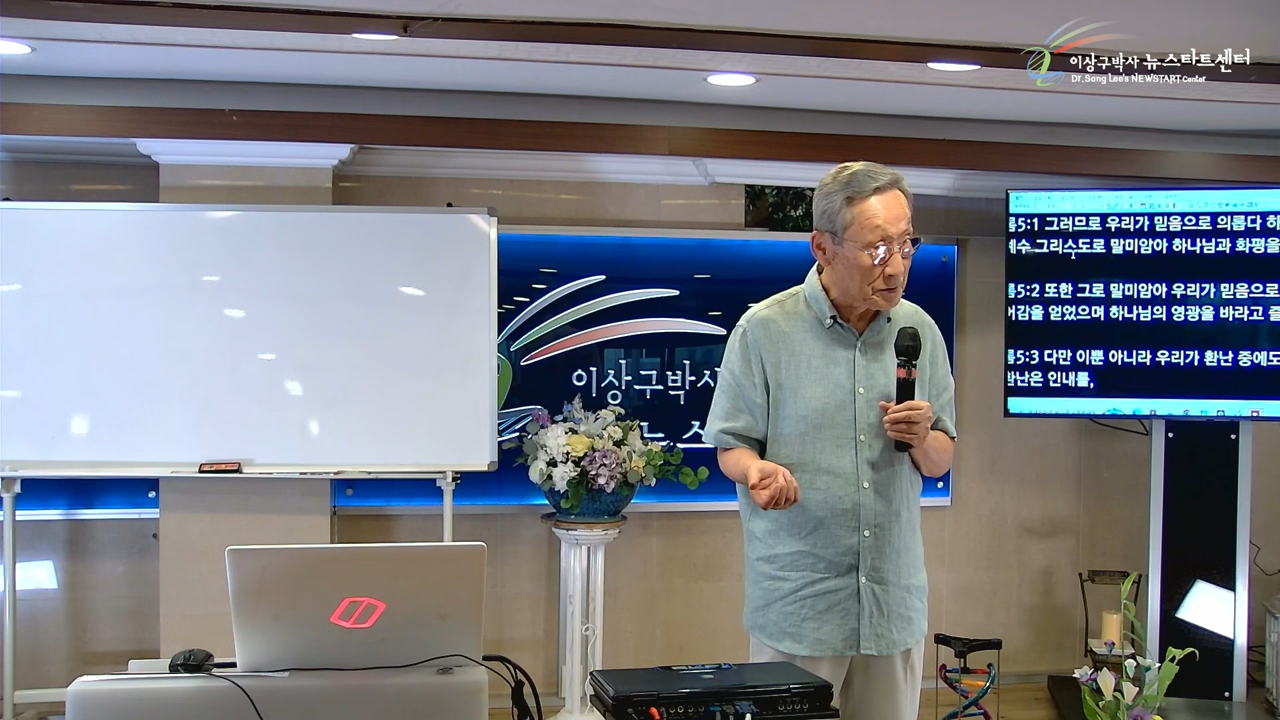 이상구박사 뉴스타트센터
Dr. Sang Lee's NEWSTART Center
롬5:1 그러므로 우리가 믿음으로 의롭다 하
예수 그리스도로 말미암아 하나님과 화평을
롬5:2 또한 그로 말미암아 우리가 믿음으로
어감을 얻었으며 하나님의 영광을 바라고 즐
롬5:3 다만 이뿐 아니라 우리가 환난 중에도
환난은 인내를,
이상구박사
뉴스